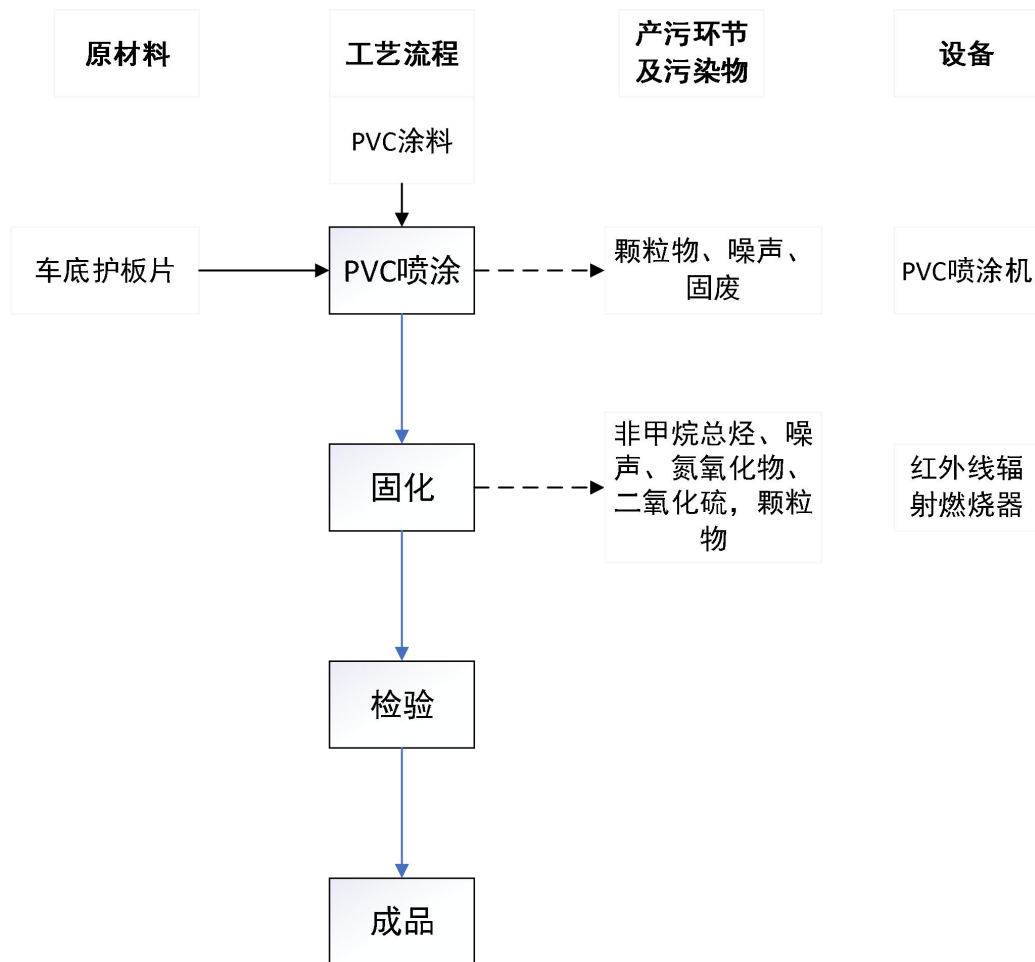 原材料
工艺流程
产污环节
及污染物
设备
PVC涂料
车底护板片
PVC喷涂
颗粒物、噪声、
固废
PVC喷涂机
固化
非甲烷总烃、噪
声、氮氧化物、
二氧化硫，颗粒
物
红外线辐
射燃烧器
检验
成品